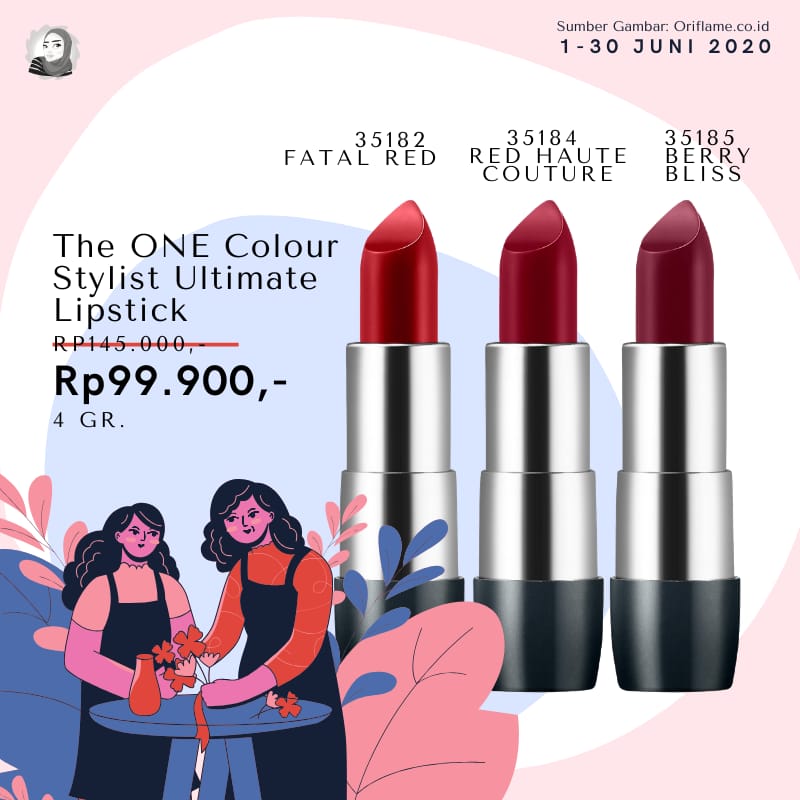 Sumber Gambar: Oriflame.co.id
1-30 JUNI 2020
35182
FATAL RED
35184
RED HAUTE
COUTURE
35185
BERRY
BLISS
The ONE Colour
Stylist Ultimate
Lipstick
RP145.000,-
Rp99.900,-
4 GR.